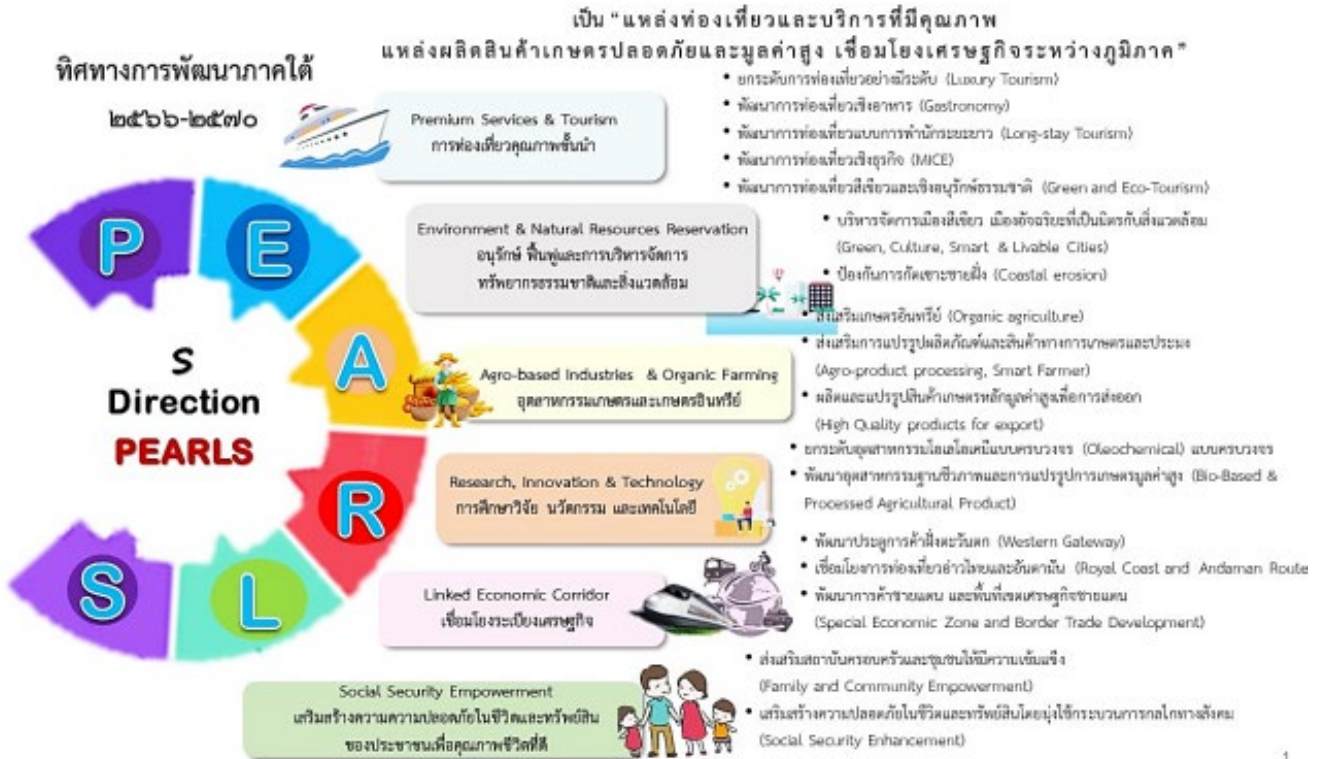 เป็น “แหล่งท่องเที่ยวและบริการที่มีคุณภาพ
แหล่งผลิตสินค้าเกษตรปลอดภัยและมูลค่าสูง เชื่อมโยงเศรษฐกิจระหว่างภูมิภาค”
ทิศทางการพัฒนาภาคใต้
๒๕๖๖-๒๕๗๐
P
E
A
R
L
S
S
Direction
PEARLS
Premium Services & Tourism
การท่องเที่ยวคุณภาพชั้นนำ
• ยกระดับการท่องเที่ยวอย่างมีระดับ (Luxury Tourism)
• พัฒนาการท่องเที่ยวเชิงอาหาร (Gastronomy)
• พัฒนาการท่องเที่ยวแบบการพำนักระยะยาว (Long-stay Tourism)
• พัฒนาการท่องเที่ยวเชิงธุรกิจ (MICE)
• พัฒนาการท่องเที่ยวสีเขียวและเชิงอนุรักษ์ธรรมชาติ (Green and Eco-Tourism)
Environment & Natural Resources Reservation
อนุรักษ์ ฟื้นฟูและการบริหารจัดการ
ทรัพยากรธรรมชาติและสิ่งแวดล้อม
• บริหารจัดการเมืองสีเขียว เมืองอัจฉริยะที่เป็นมิตรกับสิ่งแวดล้อม
(Green, Culture, Smart & Livable Cities)
• ป้องกันการกัดเซาะชายฝั่ง (Coastal erosion)
Agro-based Industries & Organic Farming
อุตสาหกรรมเกษตรและเกษตรอินทรีย์
• ส่งเสริมเกษตรอินทรีย์ (Organic agriculture)
• ส่งเสริมการแปรรูปผลิตภัณฑ์และสินค้าทางการเกษตรและประมง
(Agro-product processing, Smart Farmer)
• ผลิตและแปรรูปสินค้าเกษตรหลักมูลค่าสูงเพื่อการส่งออก
(High Quality products for export)
Research, Innovation & Technology
การศึกษาวิจัย นวัตกรรม และเทคโนโลยี
• ยกระดับอุตสาหกรรมโอเลโอเคมีแบบครบวงจร (Oleochemical) แบบครบวงจร
• พัฒนาอุตสาหกรรมฐานชีวภาพและการแปรรูปการเกษตรมูลค่าสูง (Bio-Based &
Processed Agricultural Product)
Linked Economic Corridor
เชื่อมโยงระเบียงเศรษฐกิจ
• พัฒนาประตูการค้าฝั่งตะวันตก (Western Gateway)
• เชื่อมโยงการท่องเที่ยวอ่าวไทยและอันดามัน (Royal Coast and Andaman Route
• พัฒนาการค้าชายแดน และพื้นที่เขตเศรษฐกิจชายแดน
(Special Economic Zone and Border Trade Development)
Social Security Empowerment
เสริมสร้างความความปลอดภัยในชีวิตและทรัพย์สิน
ของประชาชนเพื่อคุณภาพชีวิตที่ดี
• ส่งเสริมสถาบันครอบครัวและชุมชนให้มีความเข้มแข็ง
(Family and Community Empowerment)
• เสริมสร้างความปลอดภัยในชีวิตและทรัพย์สินโดยมุ่งใช้กระบวนการกลไกทางสังคม
(Social Security Enhancement)
1